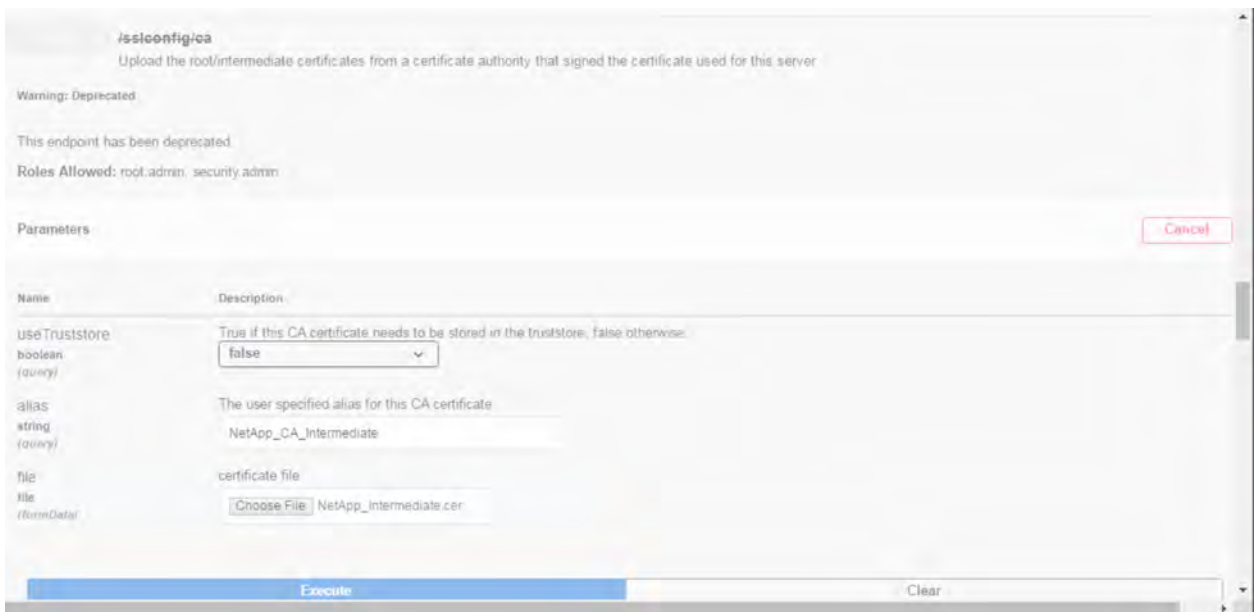 /sslconfig/ca
Upload the root/intermediate certificates from a certificate authority that signed the certificate used for this server
Warning: Deprecated
This endpoint has been deprecated.
Roles Allowed: root.admin, security.admin
Parameters
Cancel
Name Description
useTruststore True if this CA certificate needs to be stored in the truststore, false otherwise.
boolean false
(query)
alias The user specified alias for this CA certificate
string NetApp_CA_Intermediate
(query)
file certificate file
file Choose File NetApp_Intermediate.cer
(formData)
Execute Clear